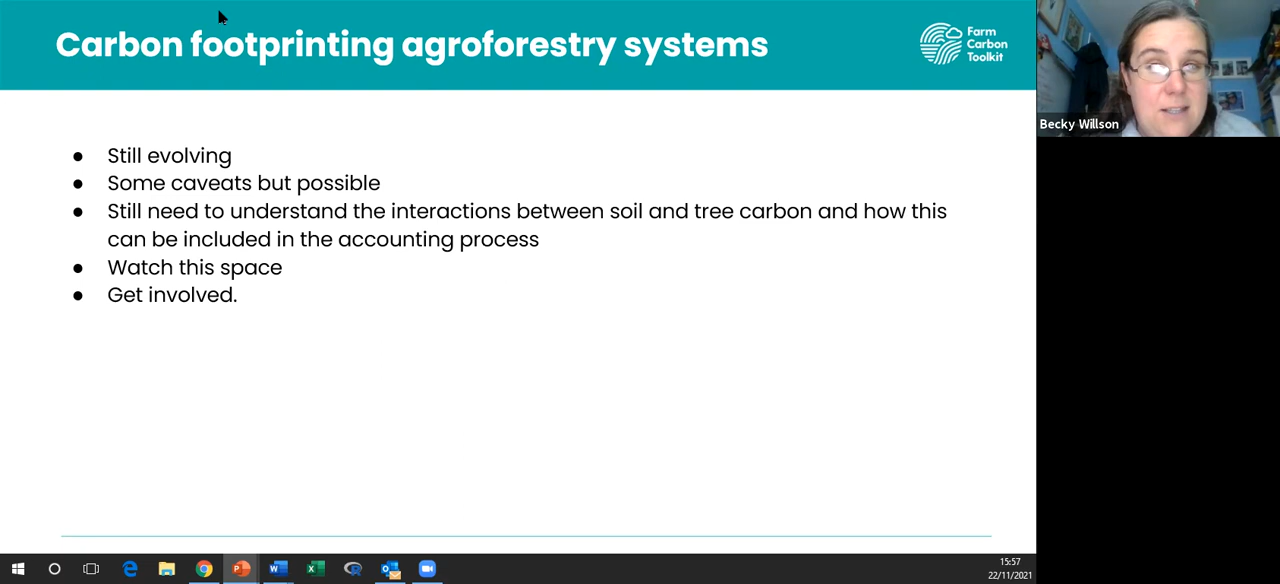 Carbon footprinting agroforestry systems
Farm
Carbon
Toolkit
Becky Willson
● Still evolving
● Some caveats but possible
● Still need to understand the interactions between soil and tree carbon and how this
can be included in the accounting process
● Watch this space
● Get involved.
15:57
22/11/2021